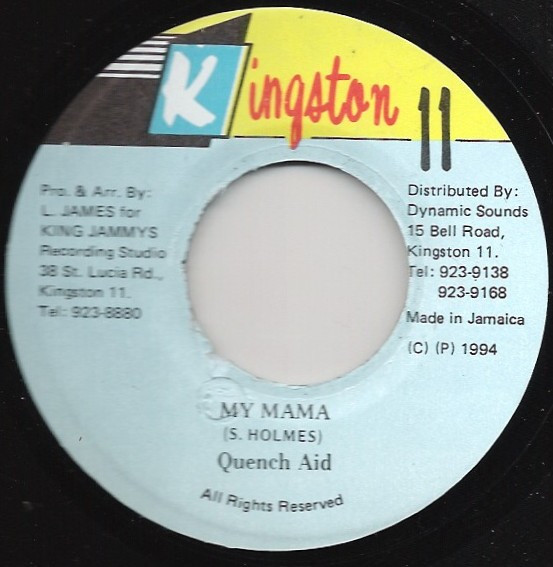 Kingston 11
Pro. & Arr. By:
L. JAMES for
KING JAMMYS
Recording Studio
38 St. Lucia Rd.,
Kingston 11.
Tel: 923-8880
Distributed By:
Dynamic Sounds
15 Bell Road,
Kingston 11.
Tel: 923-9138
923-9168
Made in Jamaica
(C) (P) 1994
MY MAMA
(S. HOLMES)
Quench Aid
All Rights Reserved